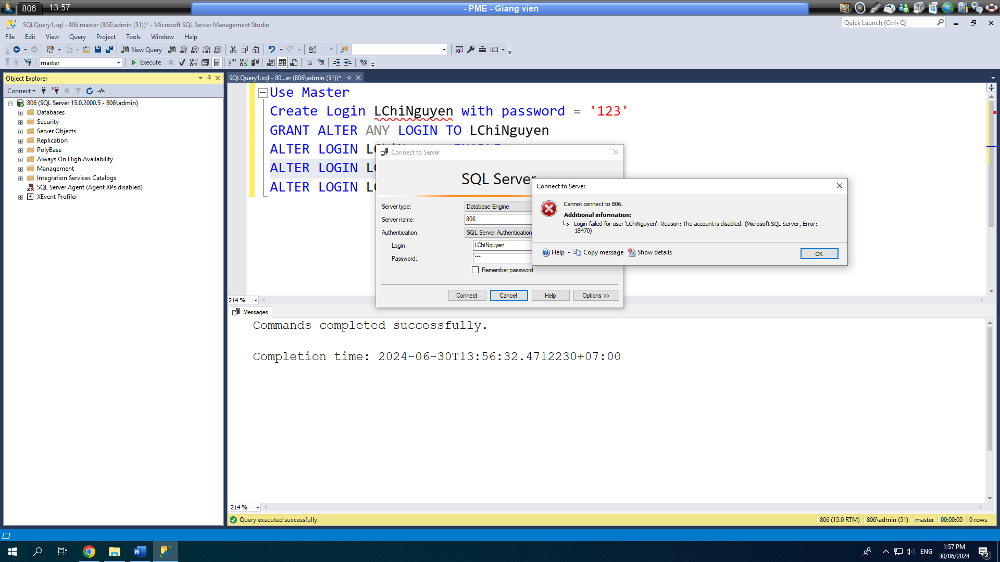 806
13:57
- PME - Giang vien
SQLQuery1.sql - 806.master (806\admin (51))* - Microsoft SQL Server Management Studio
Quick Launch (Ctrl+Q)
File Edit View Query Project Tools Window Help
New Query
MDX DMX XMLA DAX
master
Execute
Object Explorer
SQLQuery1.sql - 80...er (806\admin (51))*
Connect
806 (SQL Server 15.0.2000.5 - 806\admin)
Databases
Security
Server Objects
Replication
PolyBase
Always On High Availability
Management
Integration Services Catalogs
SQL Server Agent (Agent XPs disabled)
XEvent Profiler
Use Master
Create Login LChiNguyen with password = '123'
GRANT ALTER ANY LOGIN TO LChiNguyen
ALTER LOGIN
ALTER LOGIN
ALTER LOGIN
Connect to Server
SQL Server
Server type: Database Engine
Server name: 806
Authentication: SQL Server Authentication
Login: LChiNguyen
Password: ***
Remember password
Connect Cancel Help Options >>
Connect to Server
Cannot connect to 806.
Additional information:
Login failed for user 'LChiNguyen'. Reason: The account is disabled. (Microsoft SQL Server, Error:
18470)
Help Copy message Show details OK
214 %
Messages
Commands completed successfully.
Completion time: 2024-06-30T13:56:32.4712230+07:00
214 %
Query executed successfully.
806 (15.0 RTM) 806\admin (51) master 00:00:00 0 rows
ENG
1:57 PM
30/06/2024
2